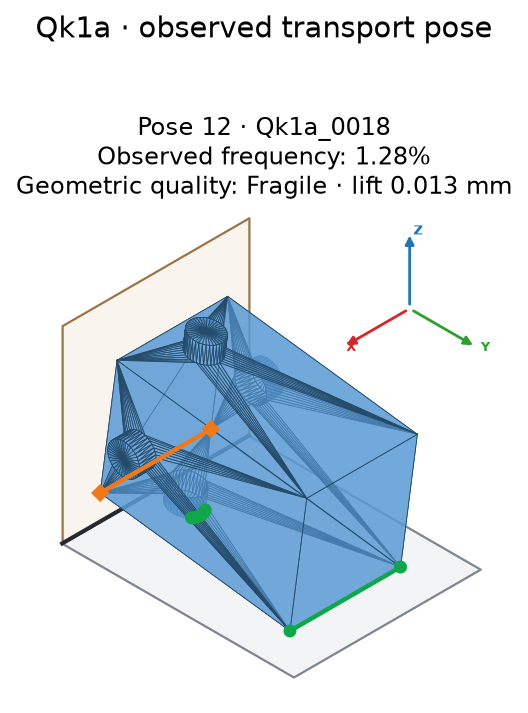 Qk1a · observed transport pose
Pose 12 · Qk1a_0018
Observed frequency: 1.28%
Geometric quality: Fragile · lift 0.013 mm
Z
X
Y